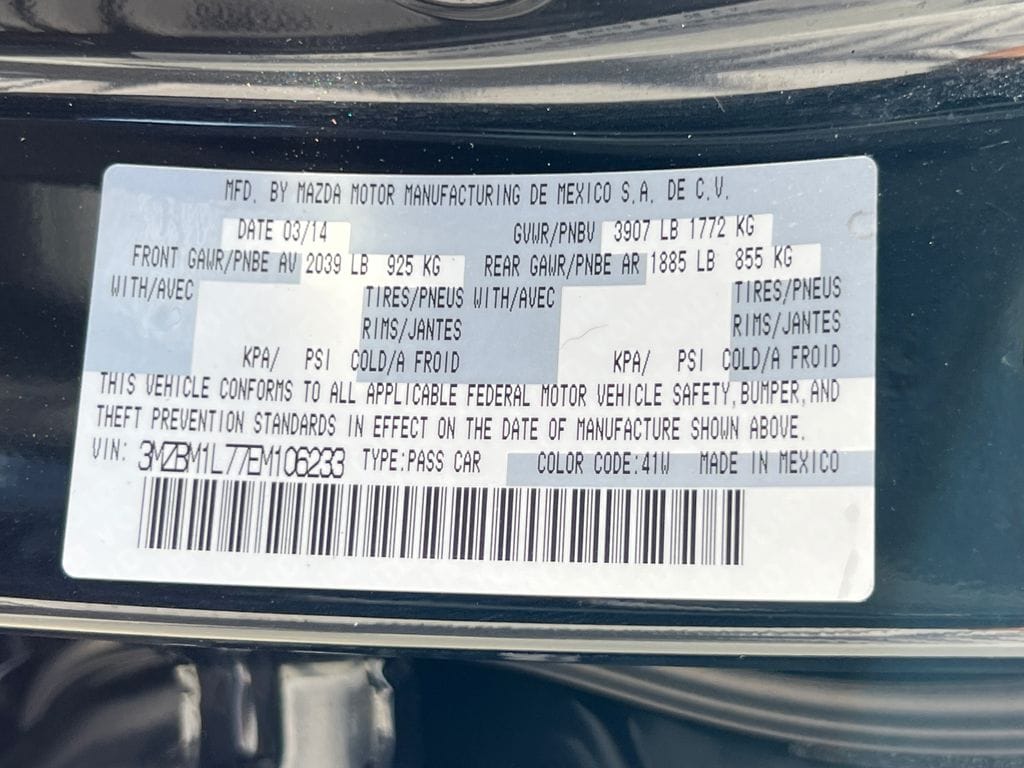 MFD. BY MAZDA MOTOR MANUFACTURING DE MEXICO S.A. DE C.V.
DATE 03/14 GVWR/PNBV 3907 LB 1772 KG
FRONT GAWR/PNBE AV 2039 LB 925 KG REAR GAWR/PNBE AR 1885 LB 855 KG
WITH/AVEC TIRES/PNEUS WITH/AVEC TIRES/PNEUS
RIMS/JANTES RIMS/JANTES
KPA/ PSI COLD/A FROID KPA/ PSI COLD/A FROID
THIS VEHICLE CONFORMS TO ALL APPLICABLE FEDERAL MOTOR VEHICLE SAFETY, BUMPER, AND
THEFT PREVENTION STANDARDS IN EFFECT ON THE DATE OF MANUFACTURE SHOWN ABOVE.
VIN: 3MZBM1L77EM106233 TYPE:PASS CAR COLOR CODE:41W MADE IN MEXICO